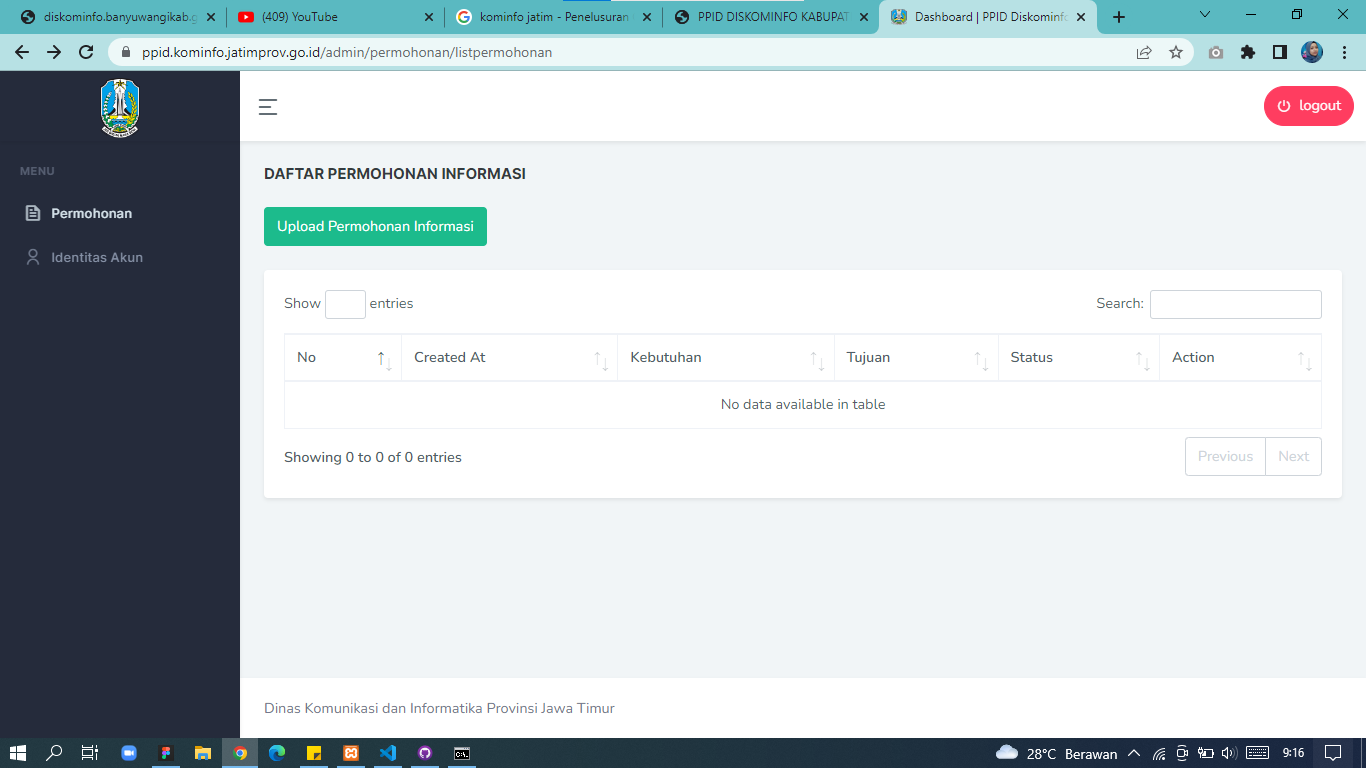 diskominfo.banyuwangikab.g
(409) YouTube
kominfo jatim - Penelusuran
PPID DISKOMINFO KABUPAT
Dashboard | PPID Diskominfo
ppid.kominfo.jatimprov.go.id/admin/permohonan/listpermohonan
logout
MENU
Permohonan
Identitas Akun
DAFTAR PERMOHONAN INFORMASI
Upload Permohonan Informasi
Show entries Search:
No Created At Kebutuhan Tujuan Status Action
No data available in table
Showing 0 to 0 of 0 entries
Previous Next
Dinas Komunikasi dan Informatika Provinsi Jawa Timur
28°C Berawan 9:16